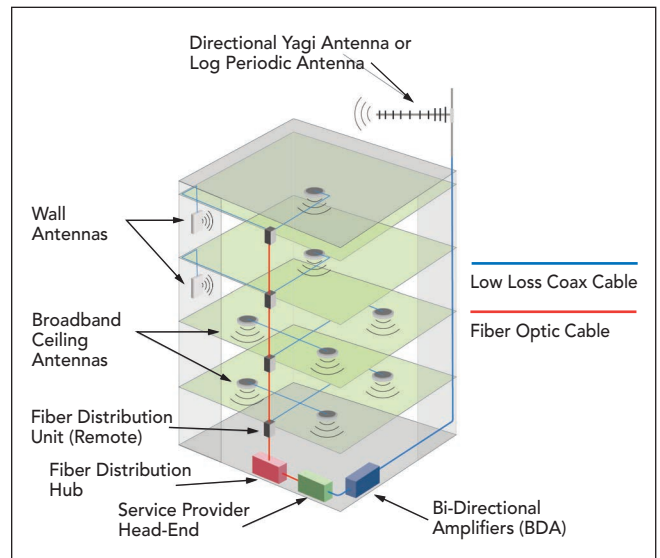 Directional Yagi Antenna or
Log Periodic Antenna
Wall
Antennas
Low Loss Coax Cable
Broadband
Ceiling
Antennas
Fiber Optic Cable
Fiber Distribution
Unit (Remote)
Fiber Distribution
Hub
Service Provider
Head-End
Bi-Directional
Amplifiers (BDA)